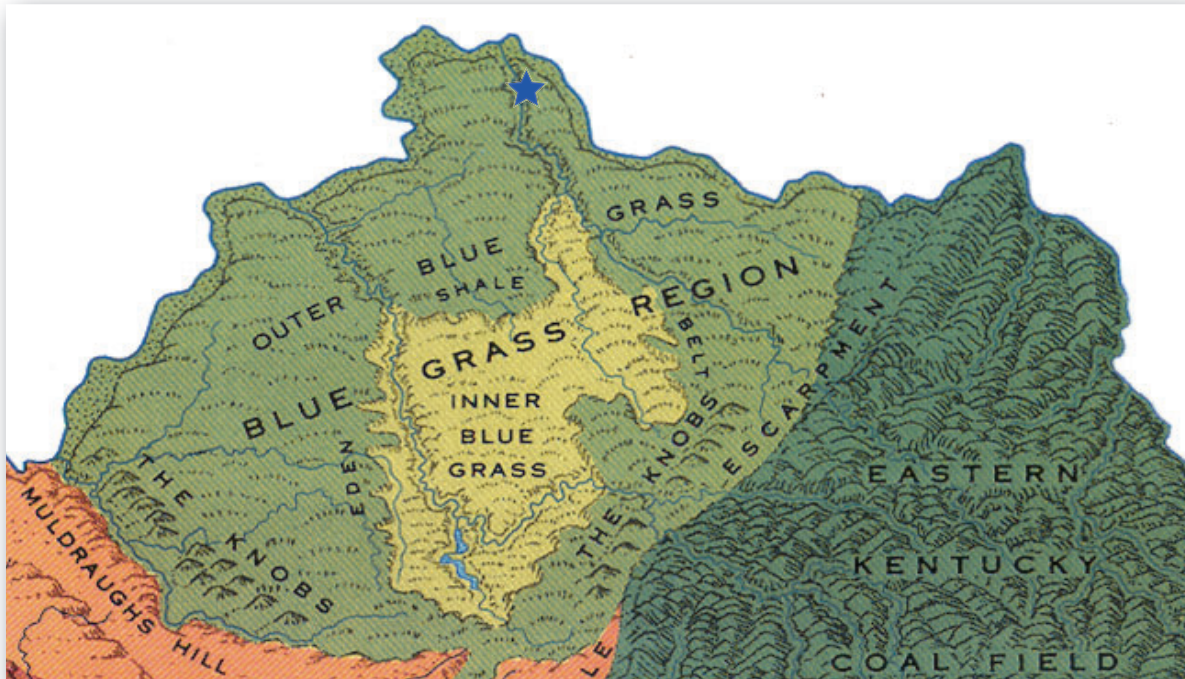 GRASS
BLUE
SHALE
OUTER
REGION
BLUE
GRASS
BELT
INNER
BLUE
GRASS
EDEN
THE
KNOBS
THE
KNOBS
ESCARPMENT
EASTERN
KENTUCKY
COAL FIELD
MULDRAUGHS HILL
LE